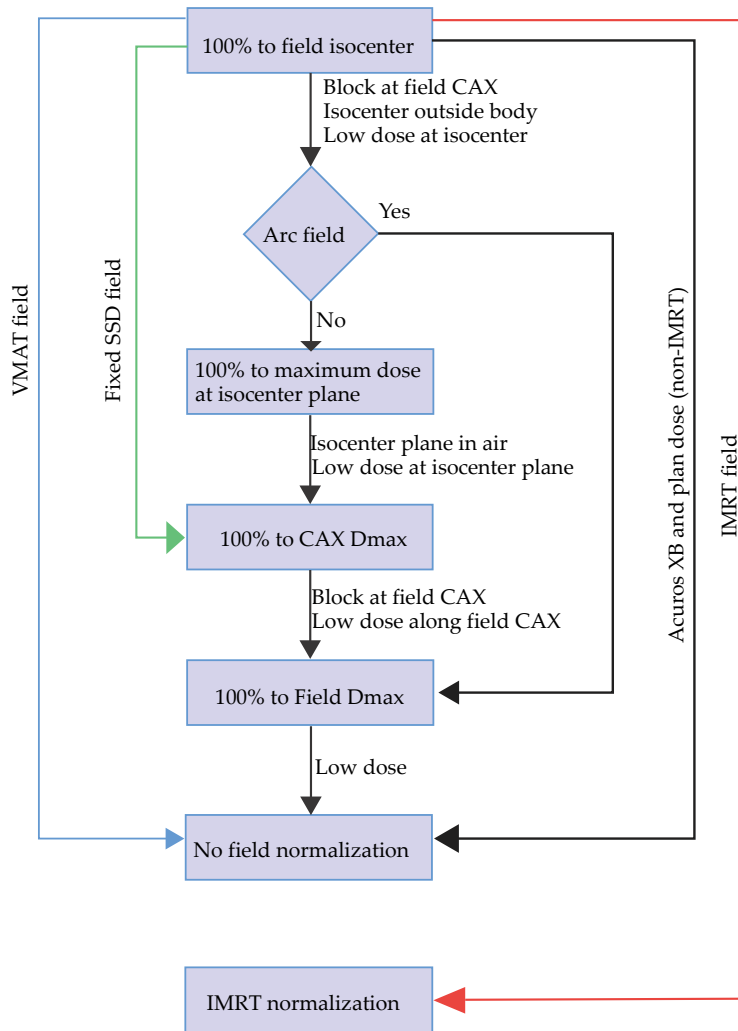 100% to field isocenter
Block at field CAX
Isocenter outside body
Low dose at isocenter
Yes
Arc field
No
100% to maximum dose
at isocenter plane
Isocenter plane in air
Low dose at isocenter plane
100% to CAX Dmax
Block at field CAX
Low dose along field CAX
100% to Field Dmax
Low dose
No field normalization
IMRT normalization
VMAT field
Fixed SSD field
Acuros XB and plan dose (non-IMRT)
IMRT field